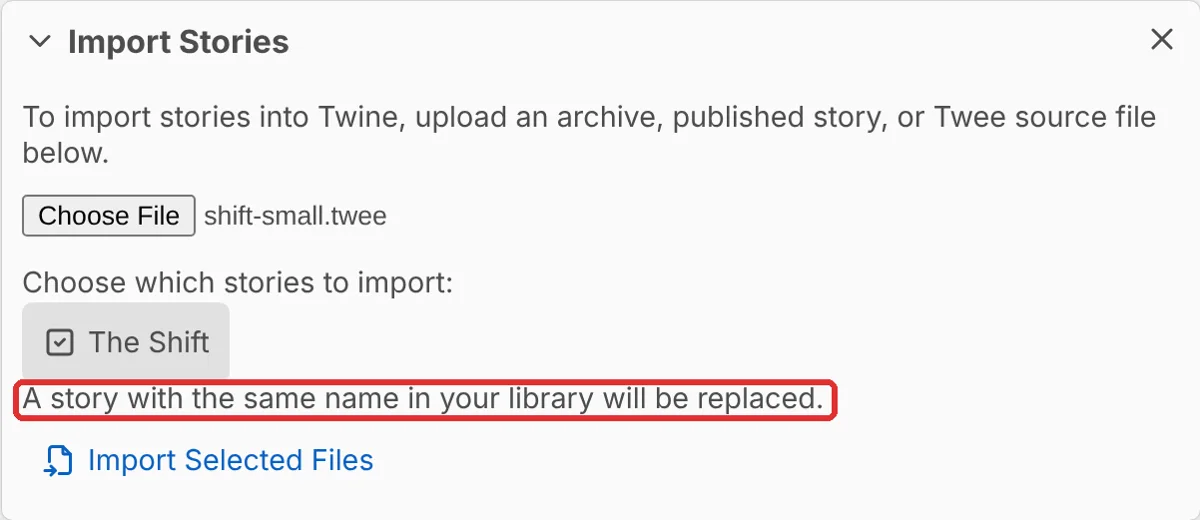 Import Stories
To import stories into Twine, upload an archive, published story, or Twee source file
below.
Choose File shift-small.twee
Choose which stories to import:
The Shift
A story with the same name in your library will be replaced.
Import Selected Files